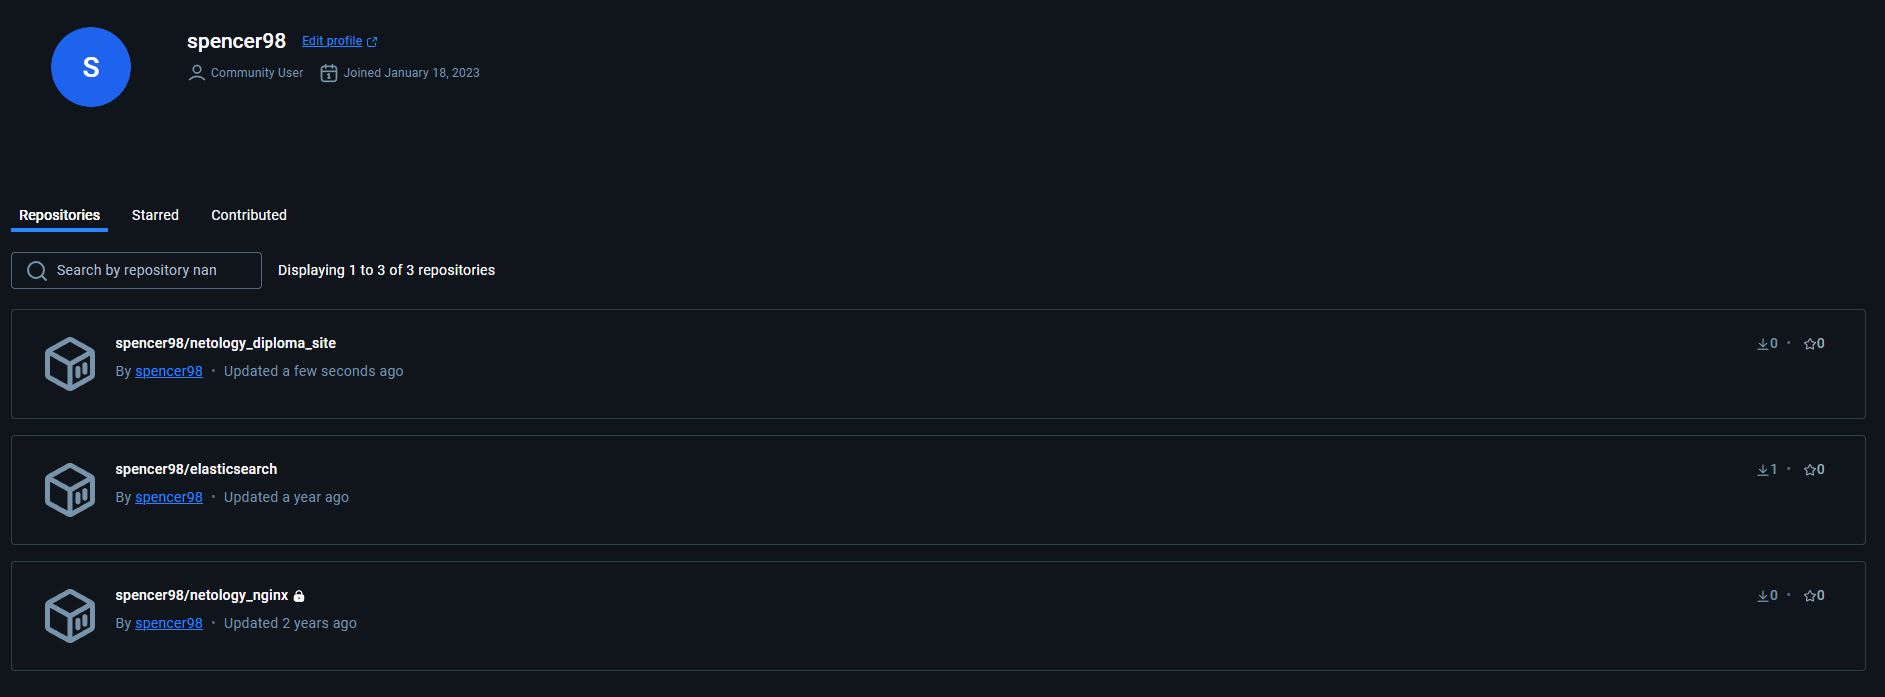 S
spencer98 Edit profile
Community User Joined January 18, 2023
Repositories Starred Contributed
Search by repository nan Displaying 1 to 3 of 3 repositories
spencer98/netology_diploma_site 0 · 0
By spencer98 · Updated a few seconds ago
spencer98/elasticsearch 1 · 0
By spencer98 · Updated a year ago
spencer98/netology_nginx 0 · 0
By spencer98 · Updated 2 years ago